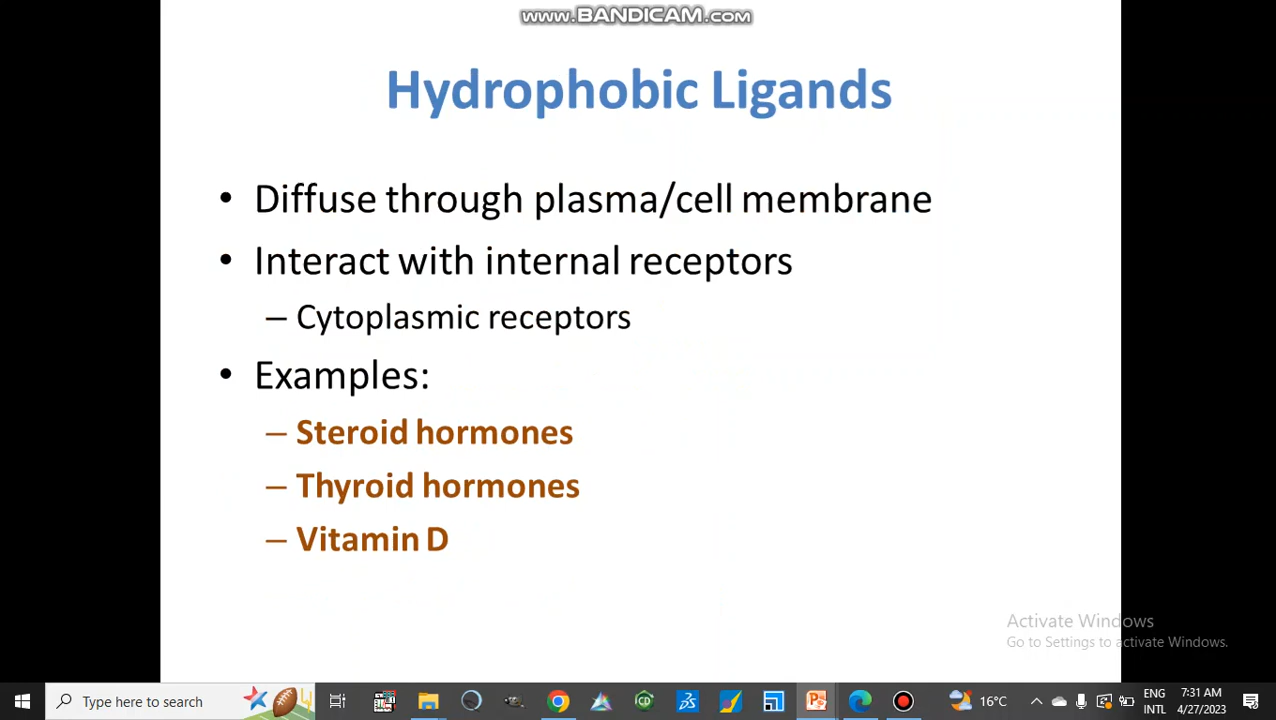 www.BANDICAM.com
Hydrophobic Ligands
• Diffuse through plasma/cell membrane
• Interact with internal receptors
– Cytoplasmic receptors
• Examples:
– Steroid hormones
– Thyroid hormones
– Vitamin D
Activate Windows
Go to Settings to activate Windows.
Type here to search
16°C
ENG
INTL
7:31 AM
4/27/2023